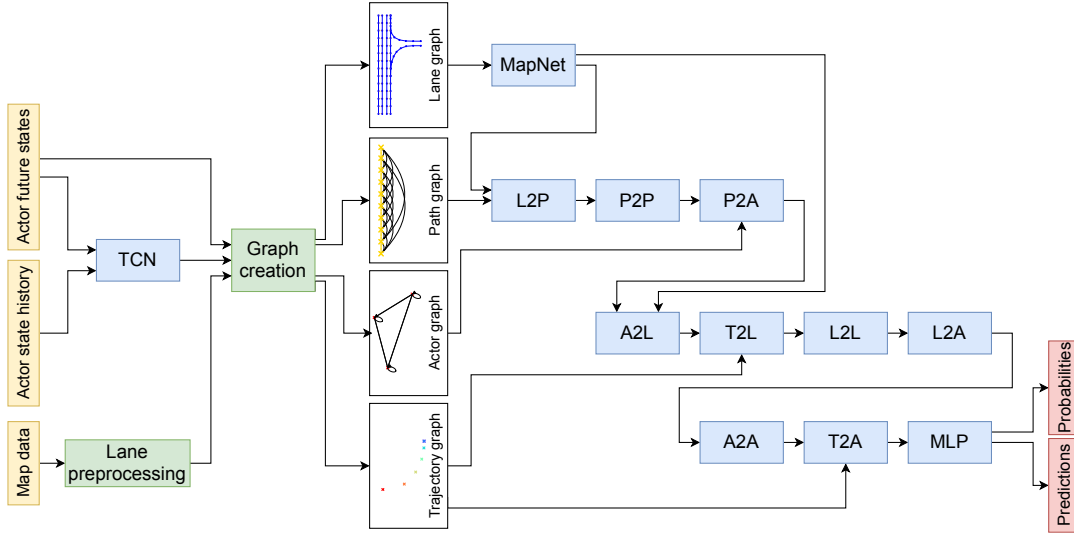 Actor future states
Actor state history
Map data
TCN
Lane
preprocessing
Graph
creation
Lane graph
Path graph
Actor graph
Trajectory graph
MapNet
L2P
P2P
P2A
A2L
T2L
L2L
L2A
A2A
T2A
MLP
Probabilities
Predictions